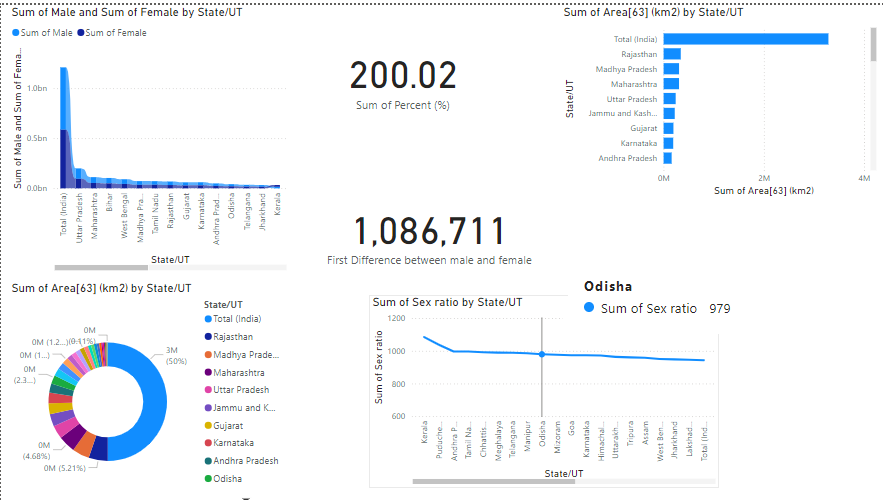 Sum of Male and Sum of Female by State/UT
Sum of Male Sum of Female
Sum of Male and Sum of Fema...
1.0bn
0.5bn
0.0bn
Total (India)
Uttar Pradesh
Maharashtra
Bihar
West Bengal
Madhya Pra...
Tamil Nadu
Rajasthan
Gujarat
Karnataka
Andhra Prad...
Odisha
Telangana
Jharkhand
Kerala
State/UT
200.02
Sum of Percent (%)
Sum of Area[63] (km2) by State/UT
State/UT
Total (India)
Rajasthan
Madhya Pradesh
Maharashtra
Uttar Pradesh
Jammu and Kash...
Gujarat
Karnataka
Andhra Pradesh
0M 2M 4M
Sum of Area[63] (km2)
1,086,711
First Difference between male and female
Sum of Area[63] (km2) by State/UT
0M
0M (1.2...)
0M
(1...)
0M
(2.3...)
0M
(4.68%)
0M (5.21%)
3M
(50%)
State/UT
Total (India)
Rajasthan
Madhya Prade...
Maharashtra
Uttar Pradesh
Jammu and K...
Gujarat
Karnataka
Andhra Pradesh
Odisha
Odisha
Sum of Sex ratio 979
Sum of Sex ratio by State/UT
Sum of Sex ratio
1200
1000
800
600
Kerala
Puduche...
Andhra P...
Tamil Na...
Chhattis...
Meghalaya
Telangana
Manipur
Odisha
Mizoram
Goa
Karnataka
Himachal...
Uttarakh...
Tripura
Assam
West Ben...
Jharkhand
Lakshad...
Total (Ind...
State/UT